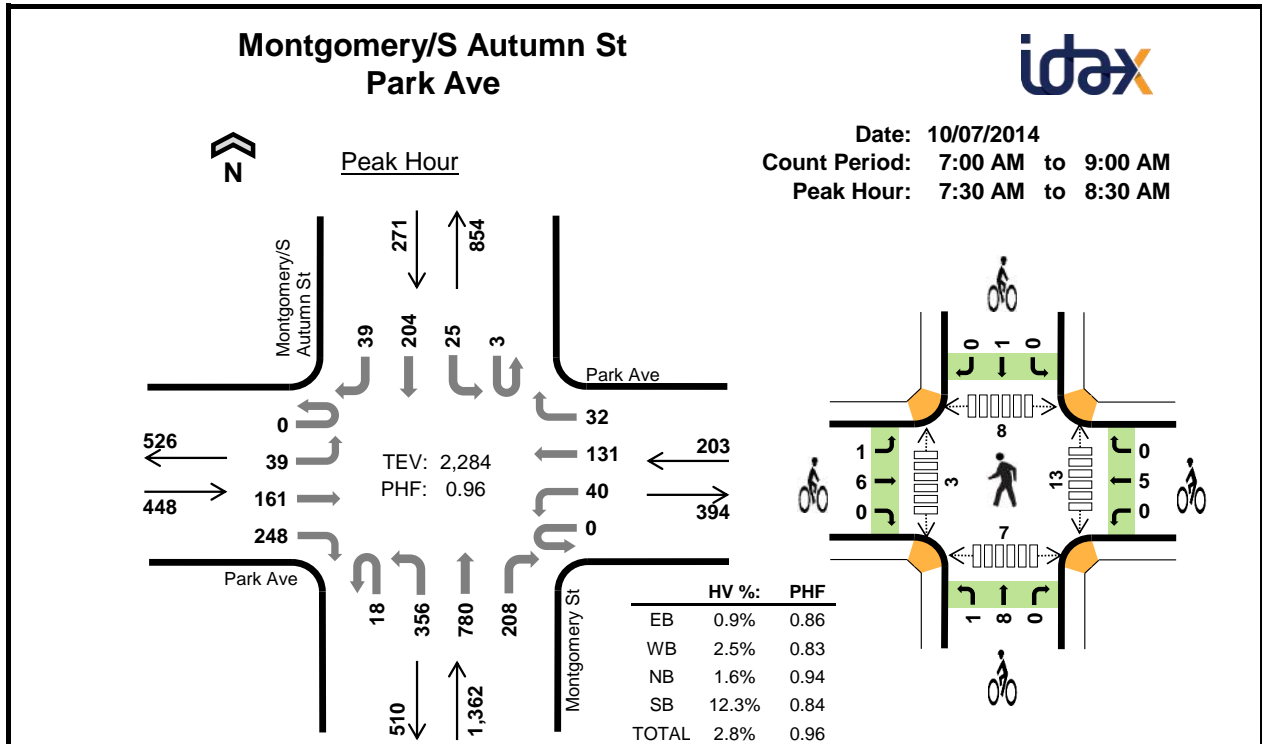 Montgomery/S Autumn St
Park Ave
idax
Date: 10/07/2014
Count Period: 7:00 AM to 9:00 AM
Peak Hour: 7:30 AM to 8:30 AM
N
Peak Hour
271
854
Montgomery/S
Autumn St
39
204
25
3
Park Ave
0
39
161
248
526
448
TEV: 2,284
PHF: 0.96
32
131
40
0
203
394
Park Ave
18
356
780
208
Montgomery St
510
1,362
HV %: PHF
EB 0.9% 0.86
WB 2.5% 0.83
NB 1.6% 0.94
SB 12.3% 0.84
TOTAL 2.8% 0.96
0 1 0
8
1
6
0
3
13
0
5
0
7
1 8 0